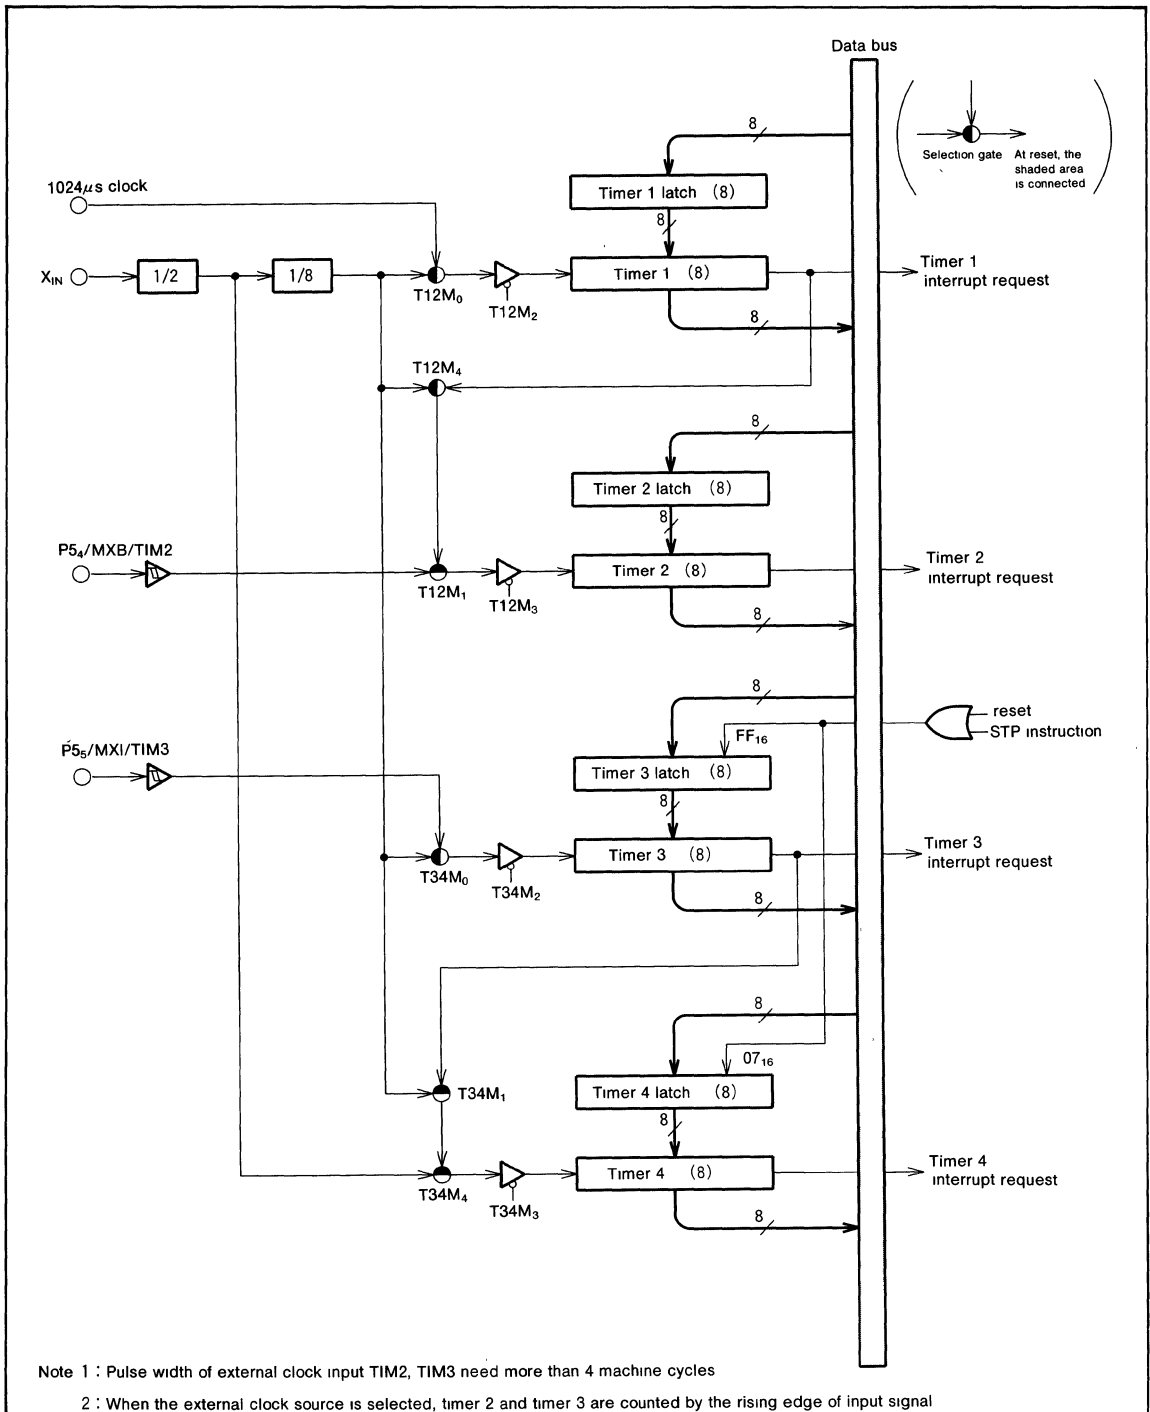 Data bus
8
Selection gate
At reset, the
shaded area
is connected
1024μs clock
Timer 1 latch (8)
8
X_IN
1/2
1/8
T12M₀
T12M₂
Timer 1 (8)
Timer 1
interrupt request
8
T12M₄
8
Timer 2 latch (8)
8
P5₄/MXB/TIM2
T12M₁
T12M₃
Timer 2 (8)
Timer 2
interrupt request
8
8
reset
STP instruction
FF₁₆
P5₅/MXI/TIM3
Timer 3 latch (8)
8
T34M₀
T34M₂
Timer 3 (8)
Timer 3
interrupt request
8
8
07₁₆
T34M₁
Timer 4 latch (8)
8
T34M₄
T34M₃
Timer 4 (8)
Timer 4
interrupt request
8
Note 1 : Pulse width of external clock input TIM2, TIM3 need more than 4 machine cycles
2 : When the external clock source is selected, timer 2 and timer 3 are counted by the rising edge of input signal